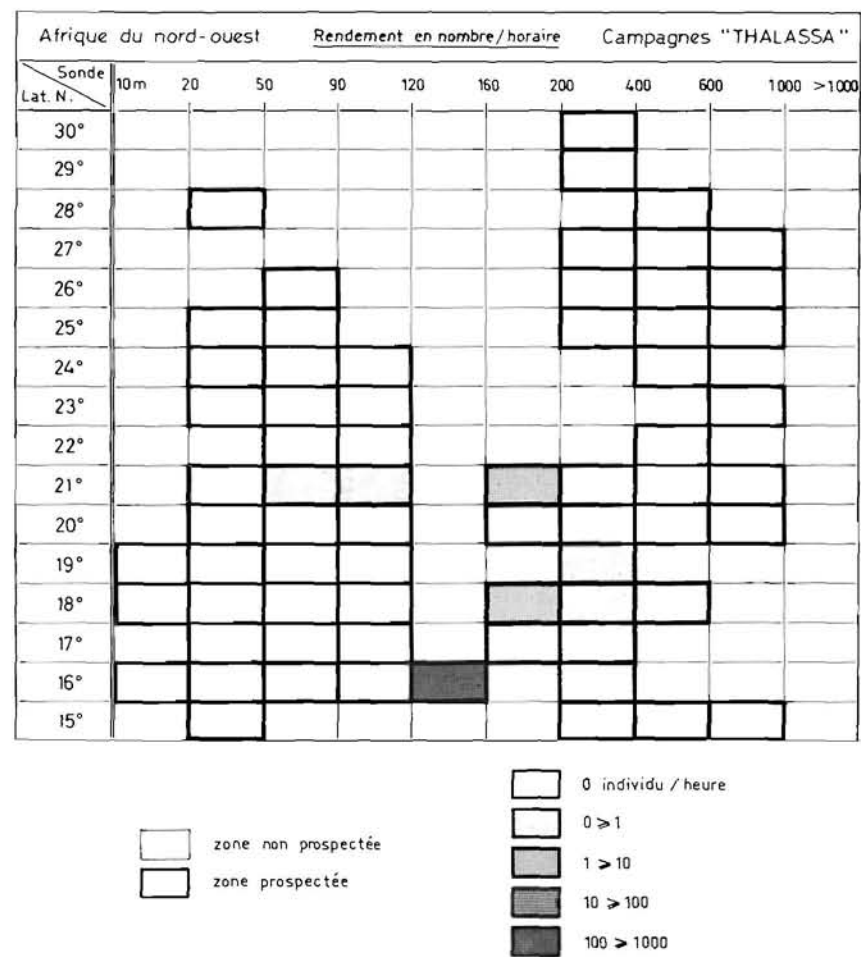 Afrique du nord-ouest Rendement en nombre/horaire Campagnes "THALASSA"
Sonde
Lat. N.
10m 20 50 90 120 160 200 400 600 1000 >1000
30°
29°
28°
27°
26°
25°
24°
23°
22°
21°
20°
19°
18°
17°
16°
15°
0 individu / heure
0 ⩾ 1
zone non prospectée
1 ⩾ 10
zone prospectée
10 ⩾ 100
100 ⩾ 1000